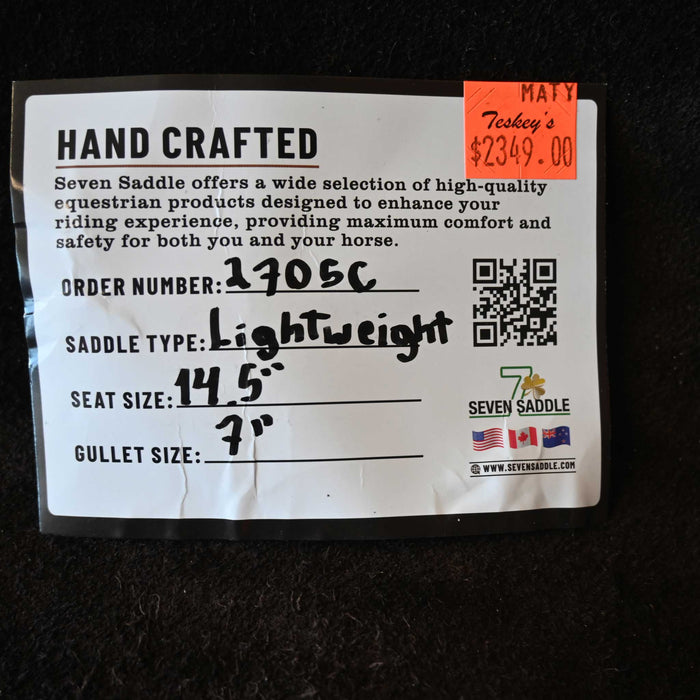 MATY
Teskey's
$2349.00
HAND CRAFTED
Seven Saddle offers a wide selection of high-quality
equestrian products designed to enhance your
riding experience, providing maximum comfort and
safety for both you and your horse.
ORDER NUMBER: 1705C
SADDLE TYPE: Lightweight
SEAT SIZE: 14.5"
GULLET SIZE: 7"
7
SEVEN SADDLE
WWW.SEVENSADDLE.COM